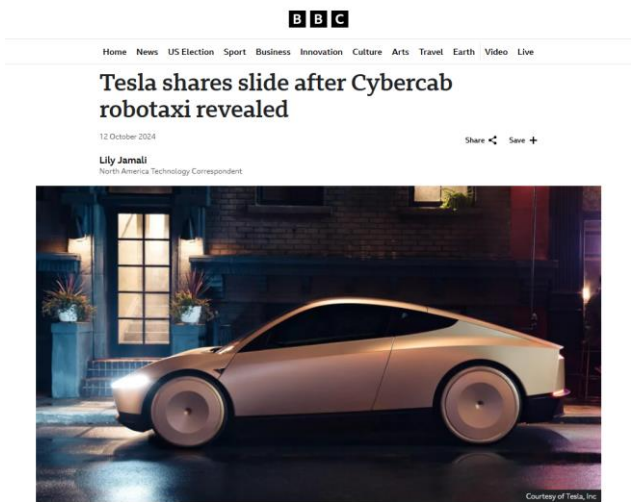 BBC
Home News US Election Sport Business Innovation Culture Arts Travel Earth Video Live
Tesla shares slide after Cybercab
robotaxi revealed
12 October 2024
Share Save
Lily Jamali
North America Technology Correspondent
Courtesy of Tesla, Inc